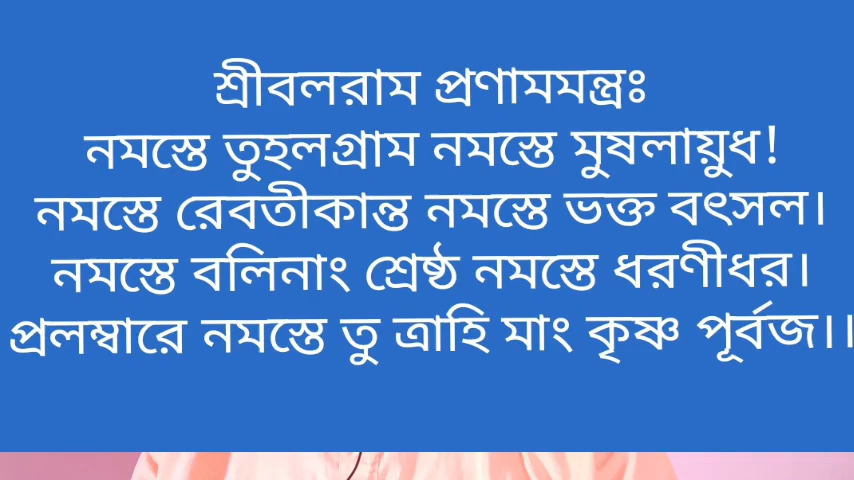 শ্রীবলরাম প্রণামমন্ত্রঃ
নমস্তে তুহলগ্রাম নমস্তে মুষলায়ুধ!
নমস্তে রেবতীকান্ত নমস্তে ভক্ত বৎসল।
নমস্তে বলিনাং শ্রেষ্ঠ নমস্তে ধরণীধর।
প্রলম্বারে নমস্তে তু ত্রাহি মাং কৃষ্ণ পূর্বজ।।